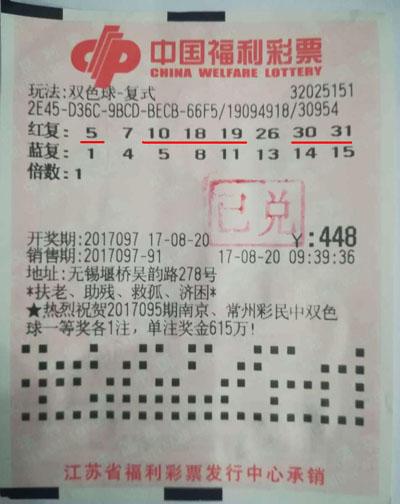 中国福利彩票
CHINA WELFARE LOTTERY
玩法:双色球-复式 32025151
2E45-D36C-9BCD-BECB-66F5/19094918/30954
红复: 5 7 10 18 19 26 30 31
蓝复: 1 4 5 8 11 13 14 15
倍数:1
已兑
开奖期:2017097 17-08-20 ￥:448
销售期:2017097-91 17-08-20 09:39:36
地址:无锡堰桥吴韵路278号
*扶老、助残、救孤、济困*
★热烈祝贺2017095期南京、常州彩民中双色
球一等奖各1注，单注奖金615万!
江苏省福利彩票发行中心承销